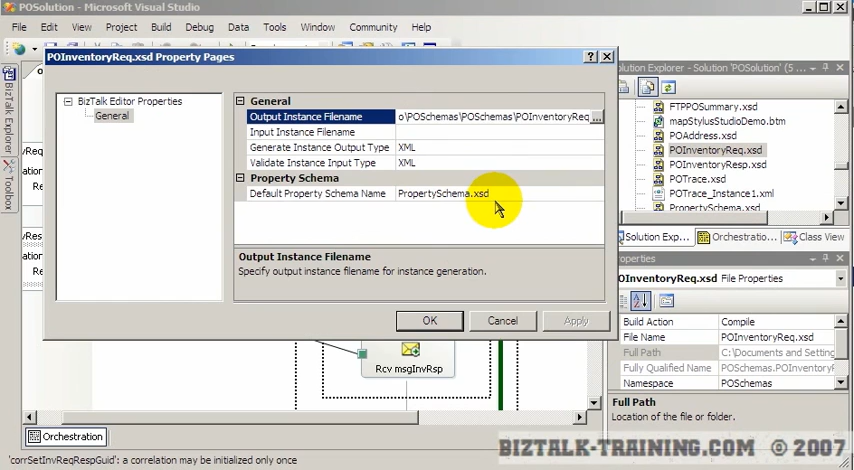 POSolution - Microsoft Visual Studio
File Edit View Project Build Debug Data Tools Window Community Help
POInventoryReq.xsd Property Pages
BizTalk Editor Properties
General
General
Output Instance Filename o\POSchemas\POSchemas\POInventoryReq ...
Input Instance Filename
Generate Instance Output Type XML
Validate Instance Input Type XML
Property Schema
Default Property Schema Name PropertySchema.xsd
Output Instance Filename
Specify output instance filename for instance generation.
OK Cancel Apply
BizTalk Explorer
Toolbox
Solution Explorer - Solution 'POSolution' (5 ...
FTPPOSummary.xsd
mapStylusStudioDemo.btm
POAddress.xsd
POInventoryReq.xsd
POInventoryResp.xsd
POTrace.xsd
POTrace_Instance1.xml
PropertySchema.xsd
Solution Exp... Orchestratio... Class View
roperties
POInventoryReq.xsd File Properties
Build Action Compile
File Name POInventoryReq.xsd
Full Path C:\Documents and Setting
Fully Qualified Name POSchemas.POInventoryR
Namespace POSchemas
Full Path
Location of the file or folder.
Rcv msgInvRsp
Orchestration
'corrSetInvReqRespGuid': a correlation may be initialized only once
BIZTALK-TRAINING.COM © 2007